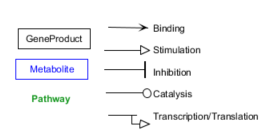 Binding
GeneProduct
Stimulation
Metabolite
Inhibition
Catalysis
Pathway
Transcription/Translation